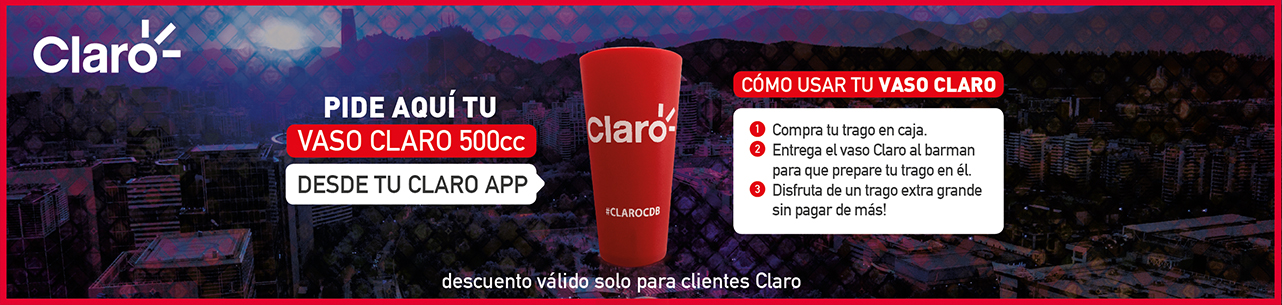 Claro
PIDE AQUÍ TU
VASO CLARO 500cc
DESDE TU CLARO APP
Claro
#CLAROCDB
CÓMO USAR TU VASO CLARO
1 Compra tu trago en caja.
2 Entrega el vaso Claro al barman
para que prepare tu trago en él.
3 Disfruta de un trago extra grande
sin pagar de más!
descuento válido solo para clientes Claro